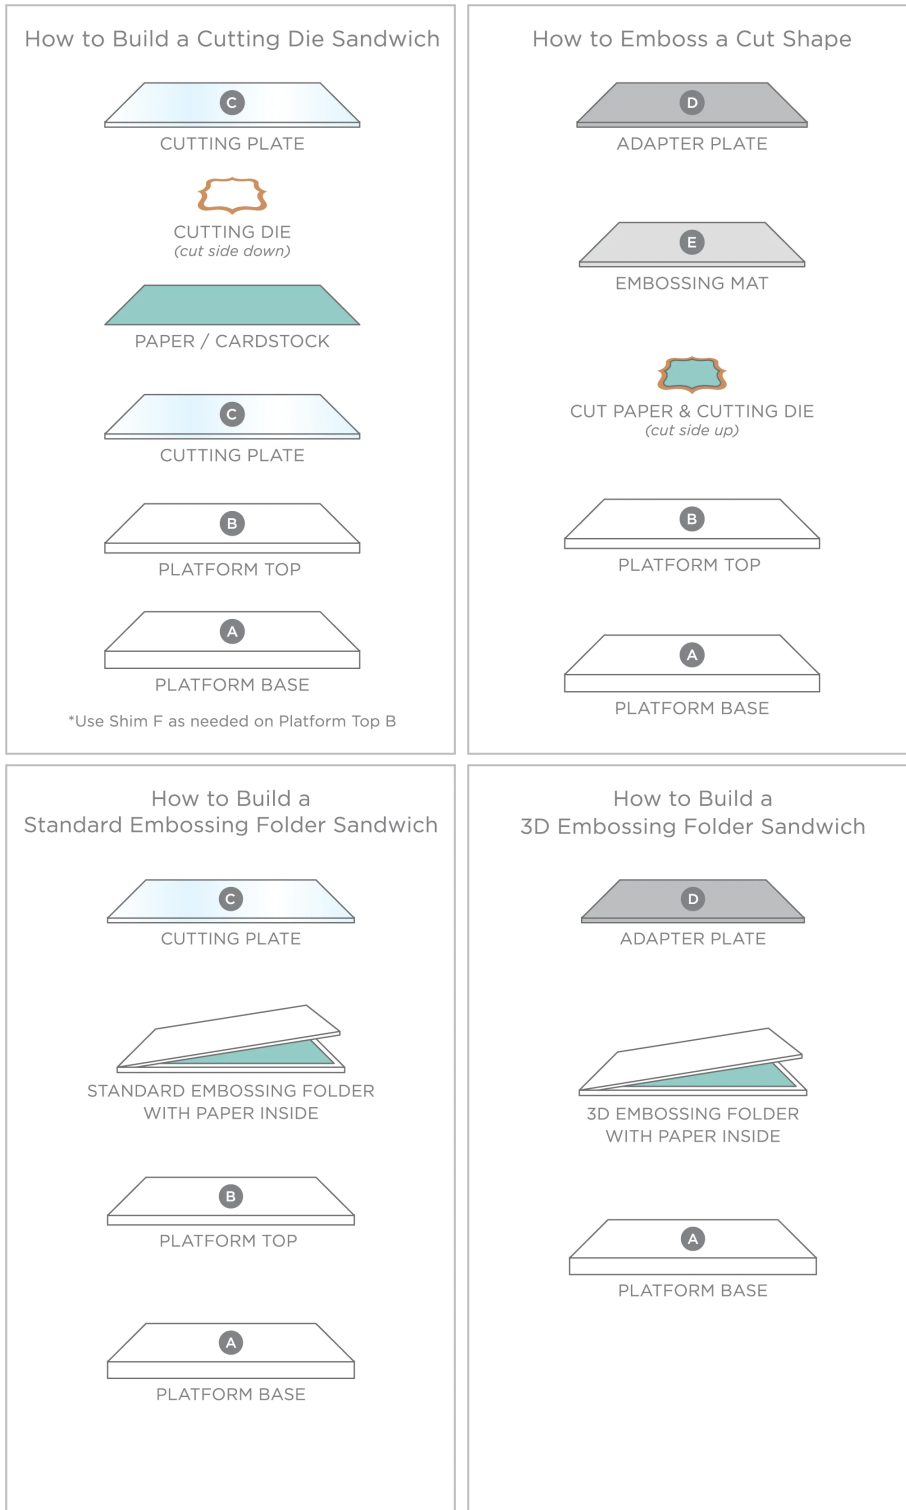 How to Build a Cutting Die Sandwich
C
CUTTING PLATE
CUTTING DIE
(cut side down)
PAPER / CARDSTOCK
C
CUTTING PLATE
B
PLATFORM TOP
A
PLATFORM BASE
*Use Shim F as needed on Platform Top B
How to Emboss a Cut Shape
D
ADAPTER PLATE
E
EMBOSSING MAT
CUT PAPER & CUTTING DIE
(cut side up)
B
PLATFORM TOP
A
PLATFORM BASE
How to Build a
Standard Embossing Folder Sandwich
C
CUTTING PLATE
STANDARD EMBOSSING FOLDER
WITH PAPER INSIDE
B
PLATFORM TOP
A
PLATFORM BASE
How to Build a
3D Embossing Folder Sandwich
D
ADAPTER PLATE
3D EMBOSSING FOLDER
WITH PAPER INSIDE
A
PLATFORM BASE